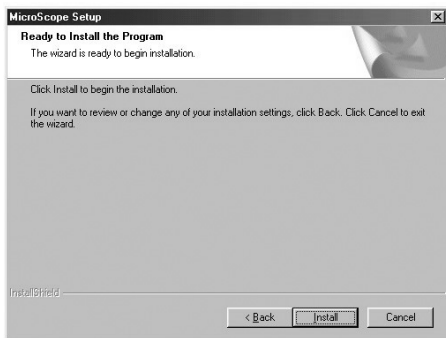 MicroScope Setup
Ready to Install the Program
The wizard is ready to begin installation.
Click Install to begin the installation.
If you want to review or change any of your installation settings, click Back. Click Cancel to exit
the wizard.
InstallShield
< Back
Install
Cancel